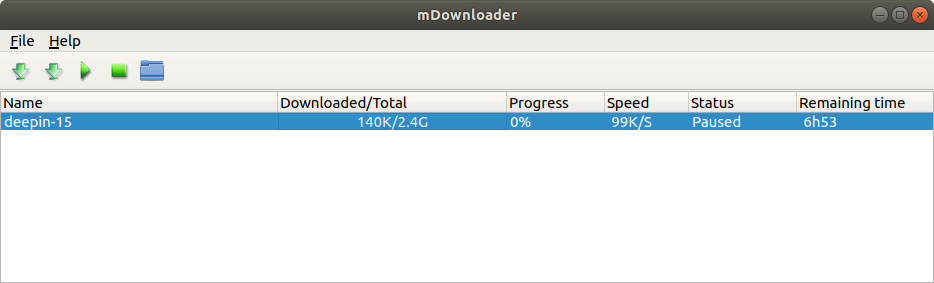 mDownloader
File Help
Name Downloaded/Total Progress Speed Status Remaining time
deepin-15 140K/2.4G 0% 99K/S Paused 6h53